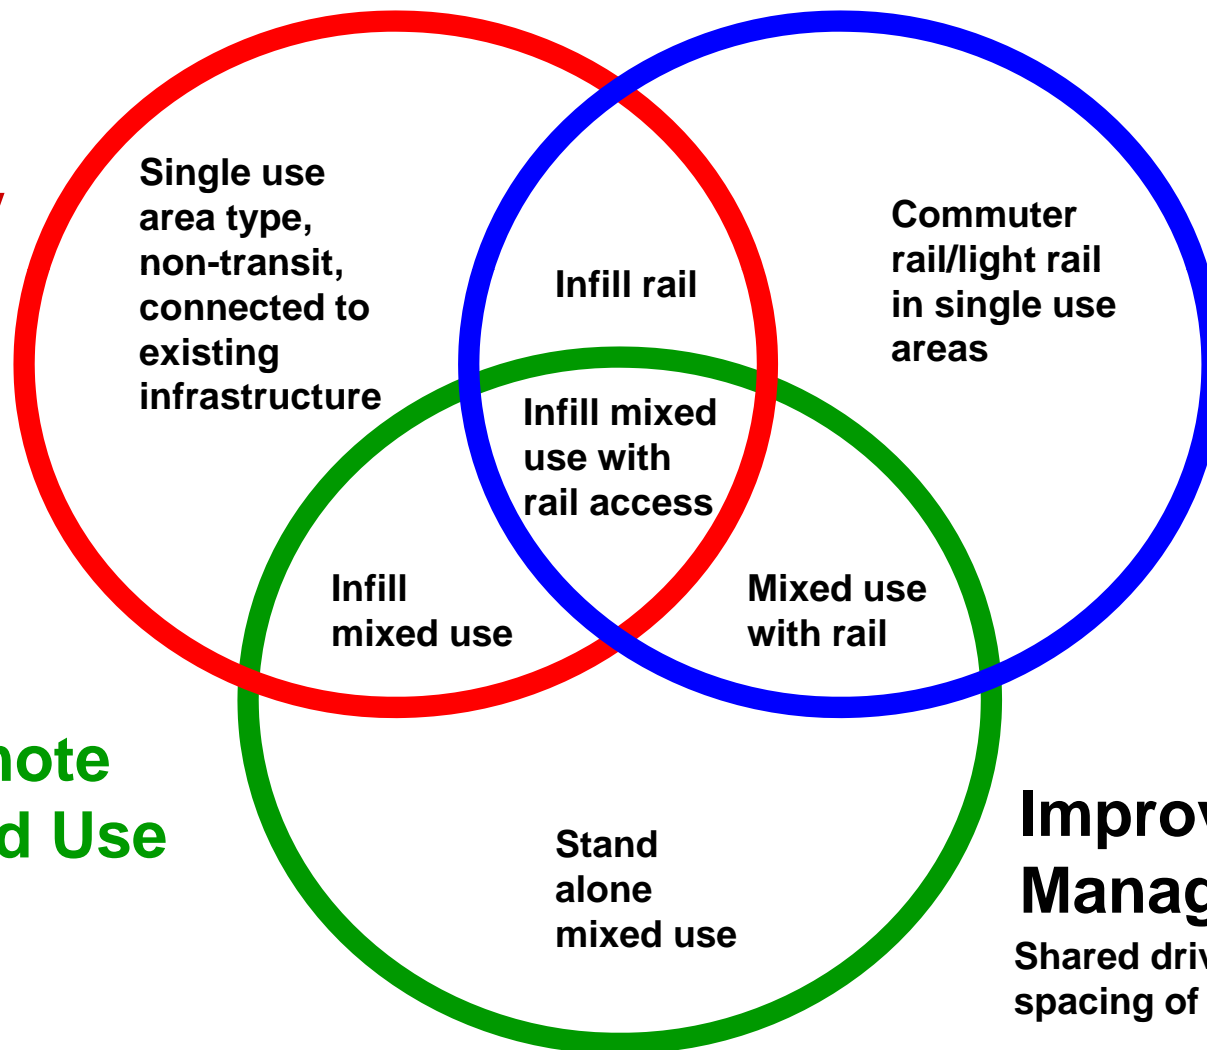 Single use
area type,
non-transit,
connected to
existing
infrastructure
Infill rail
Commuter
rail/light rail
in single use
areas
Infill mixed
use with
rail access
Infill
mixed use
Mixed use
with rail
Stand
alone
mixed use
Use
Manag
Shared
spacing of